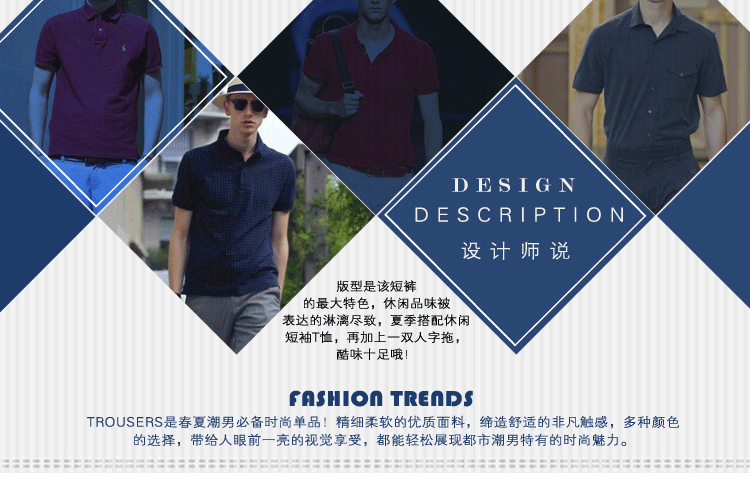 DESIGN
DESCRIPTION
设计师说
版型是该短裤
的最大特色，休闲品味被
表达的淋漓尽致，夏季搭配休闲
短袖T恤，再加上一双人字拖，
酷味十足哦!
FASHION TRENDS
TROUSERS是春夏潮男必备时尚单品！精细柔软的优质面料，缔造舒适的非凡触感，多种颜色
的选择，带给人眼前一亮的视觉享受，都能轻松展现都市潮男特有的时尚魅力。